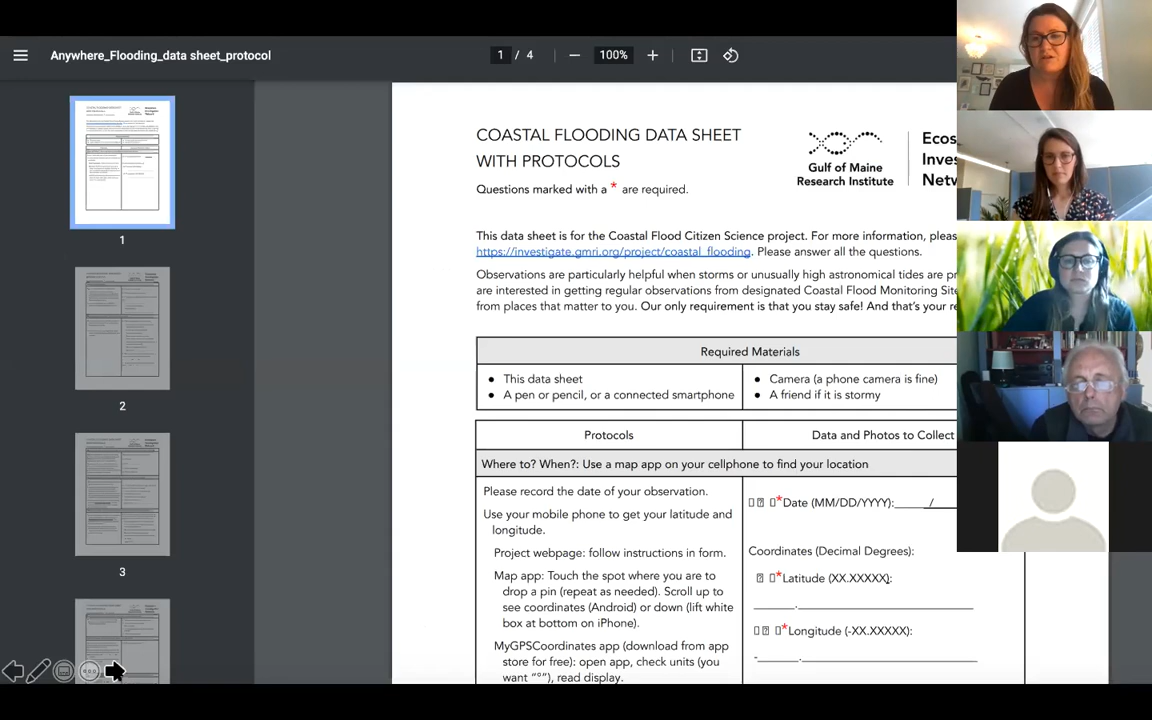 Anywhere_Flooding_data sheet_protocol
1 / 4
100%
1
2
3
COASTAL FLOODING DATA SHEET
WITH PROTOCOLS
Questions marked with a * are required.
Gulf of Maine
Research Institute
Ecos
Inves
Netw
This data sheet is for the Coastal Flood Citizen Science project. For more information, pleas
https://investigate.gmri.org/project/coastal_flooding. Please answer all the questions.
Observations are particularly helpful when storms or unusually high astronomical tides are pr
are interested in getting regular observations from designated Coastal Flood Monitoring Site
from places that matter to you. Our only requirement is that you stay safe! And that's your re
Required Materials
• This data sheet
• A pen or pencil, or a connected smartphone
• Camera (a phone camera is fine)
• A friend if it is stormy
Protocols
Data and Photos to Collect
Where to? When?: Use a map app on your cellphone to find your location
Please record the date of your observation.
Use your mobile phone to get your latitude and
longitude.
Project webpage: follow instructions in form.
Map app: Touch the spot where you are to
drop a pin (repeat as needed). Scroll up to
see coordinates (Android) or down (lift white
box at bottom on iPhone).
MyGPSCoordinates app (download from app
store for free): open app, check units (you
want "°"), read display.
*Date (MM/DD/YYYY):_____/
Coordinates (Decimal Degrees):
*Latitude (XX.XXXXX):
______.__________________________
*Longitude (-XX.XXXXX):
-______.__________________________